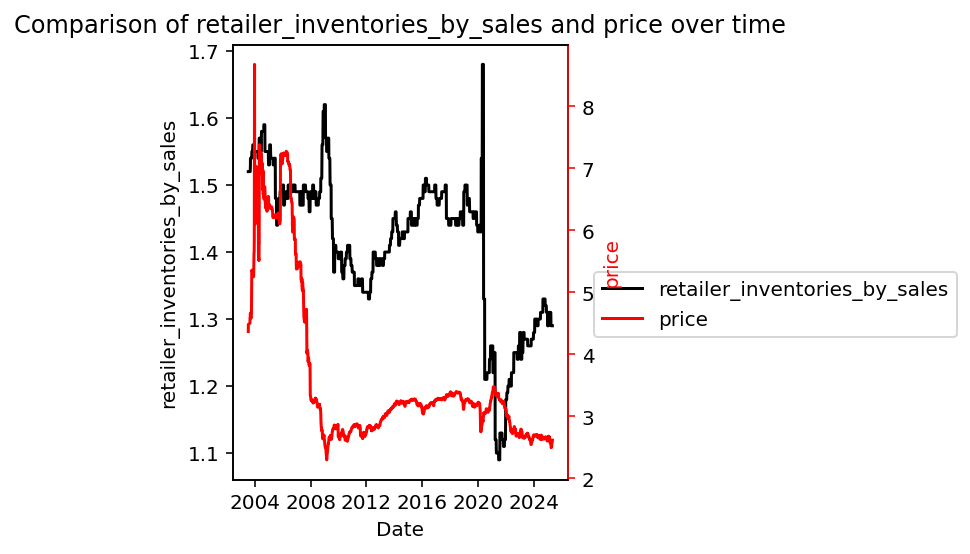 Comparison of retailer_inventories_by_sales and price over time
retailer_inventories_by_sales
1.7
1.6
1.5
1.4
1.3
1.2
1.1
8
7
6
5
4
3
2
price
retailer_inventories_by_sales
price
2004 2008 2012 2016 2020 2024
Date